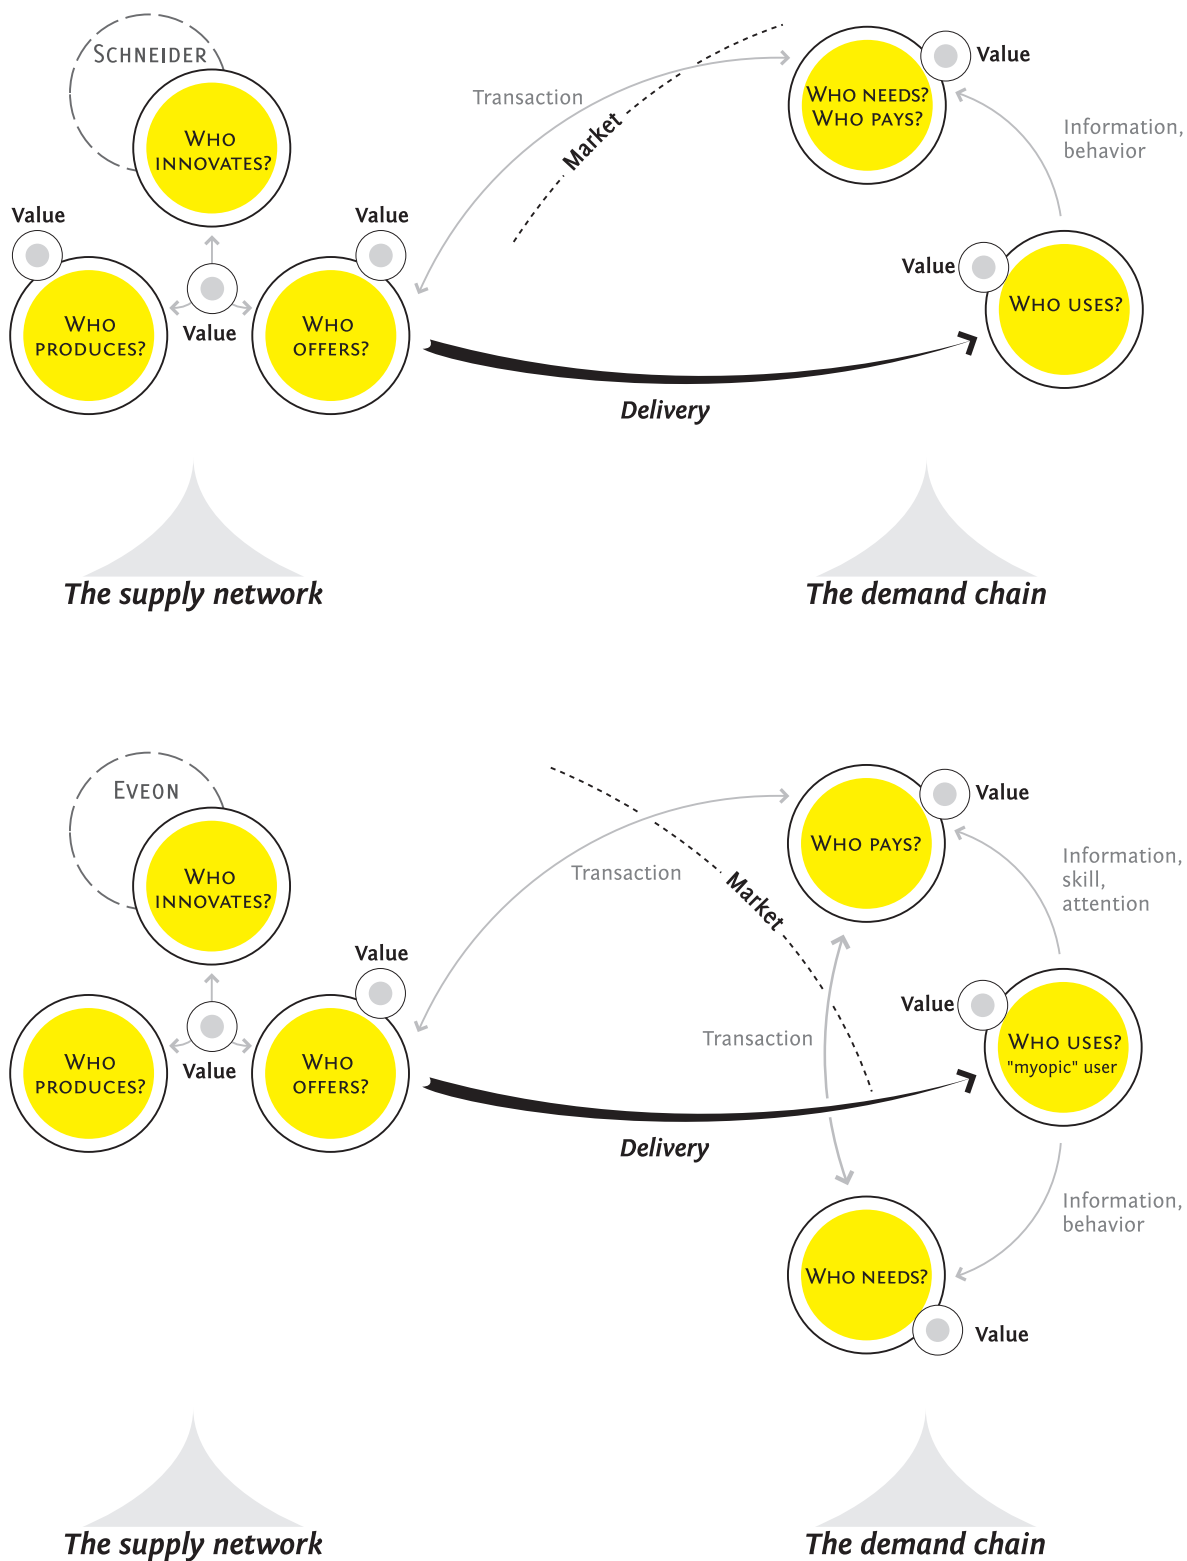 SCHNEIDER
WHO
INNOVATES?
Value
WHO
PRODUCES?
Value
Value
WHO
OFFERS?
Transaction
Market
WHO NEEDS?
WHO PAYS?
Value
Information,
behavior
Value
WHO USES?
Delivery
The supply network
The demand chain
EVEON
WHO
INNOVATES?
WHO
PRODUCES?
Value
Value
WHO
OFFERS?
Transaction
Market
WHO PAYS?
Value
Information,
skill,
attention
Transaction
Value
WHO USES?
"myopic" user
Delivery
Information,
behavior
WHO NEEDS?
Value
The supply network
The demand chain